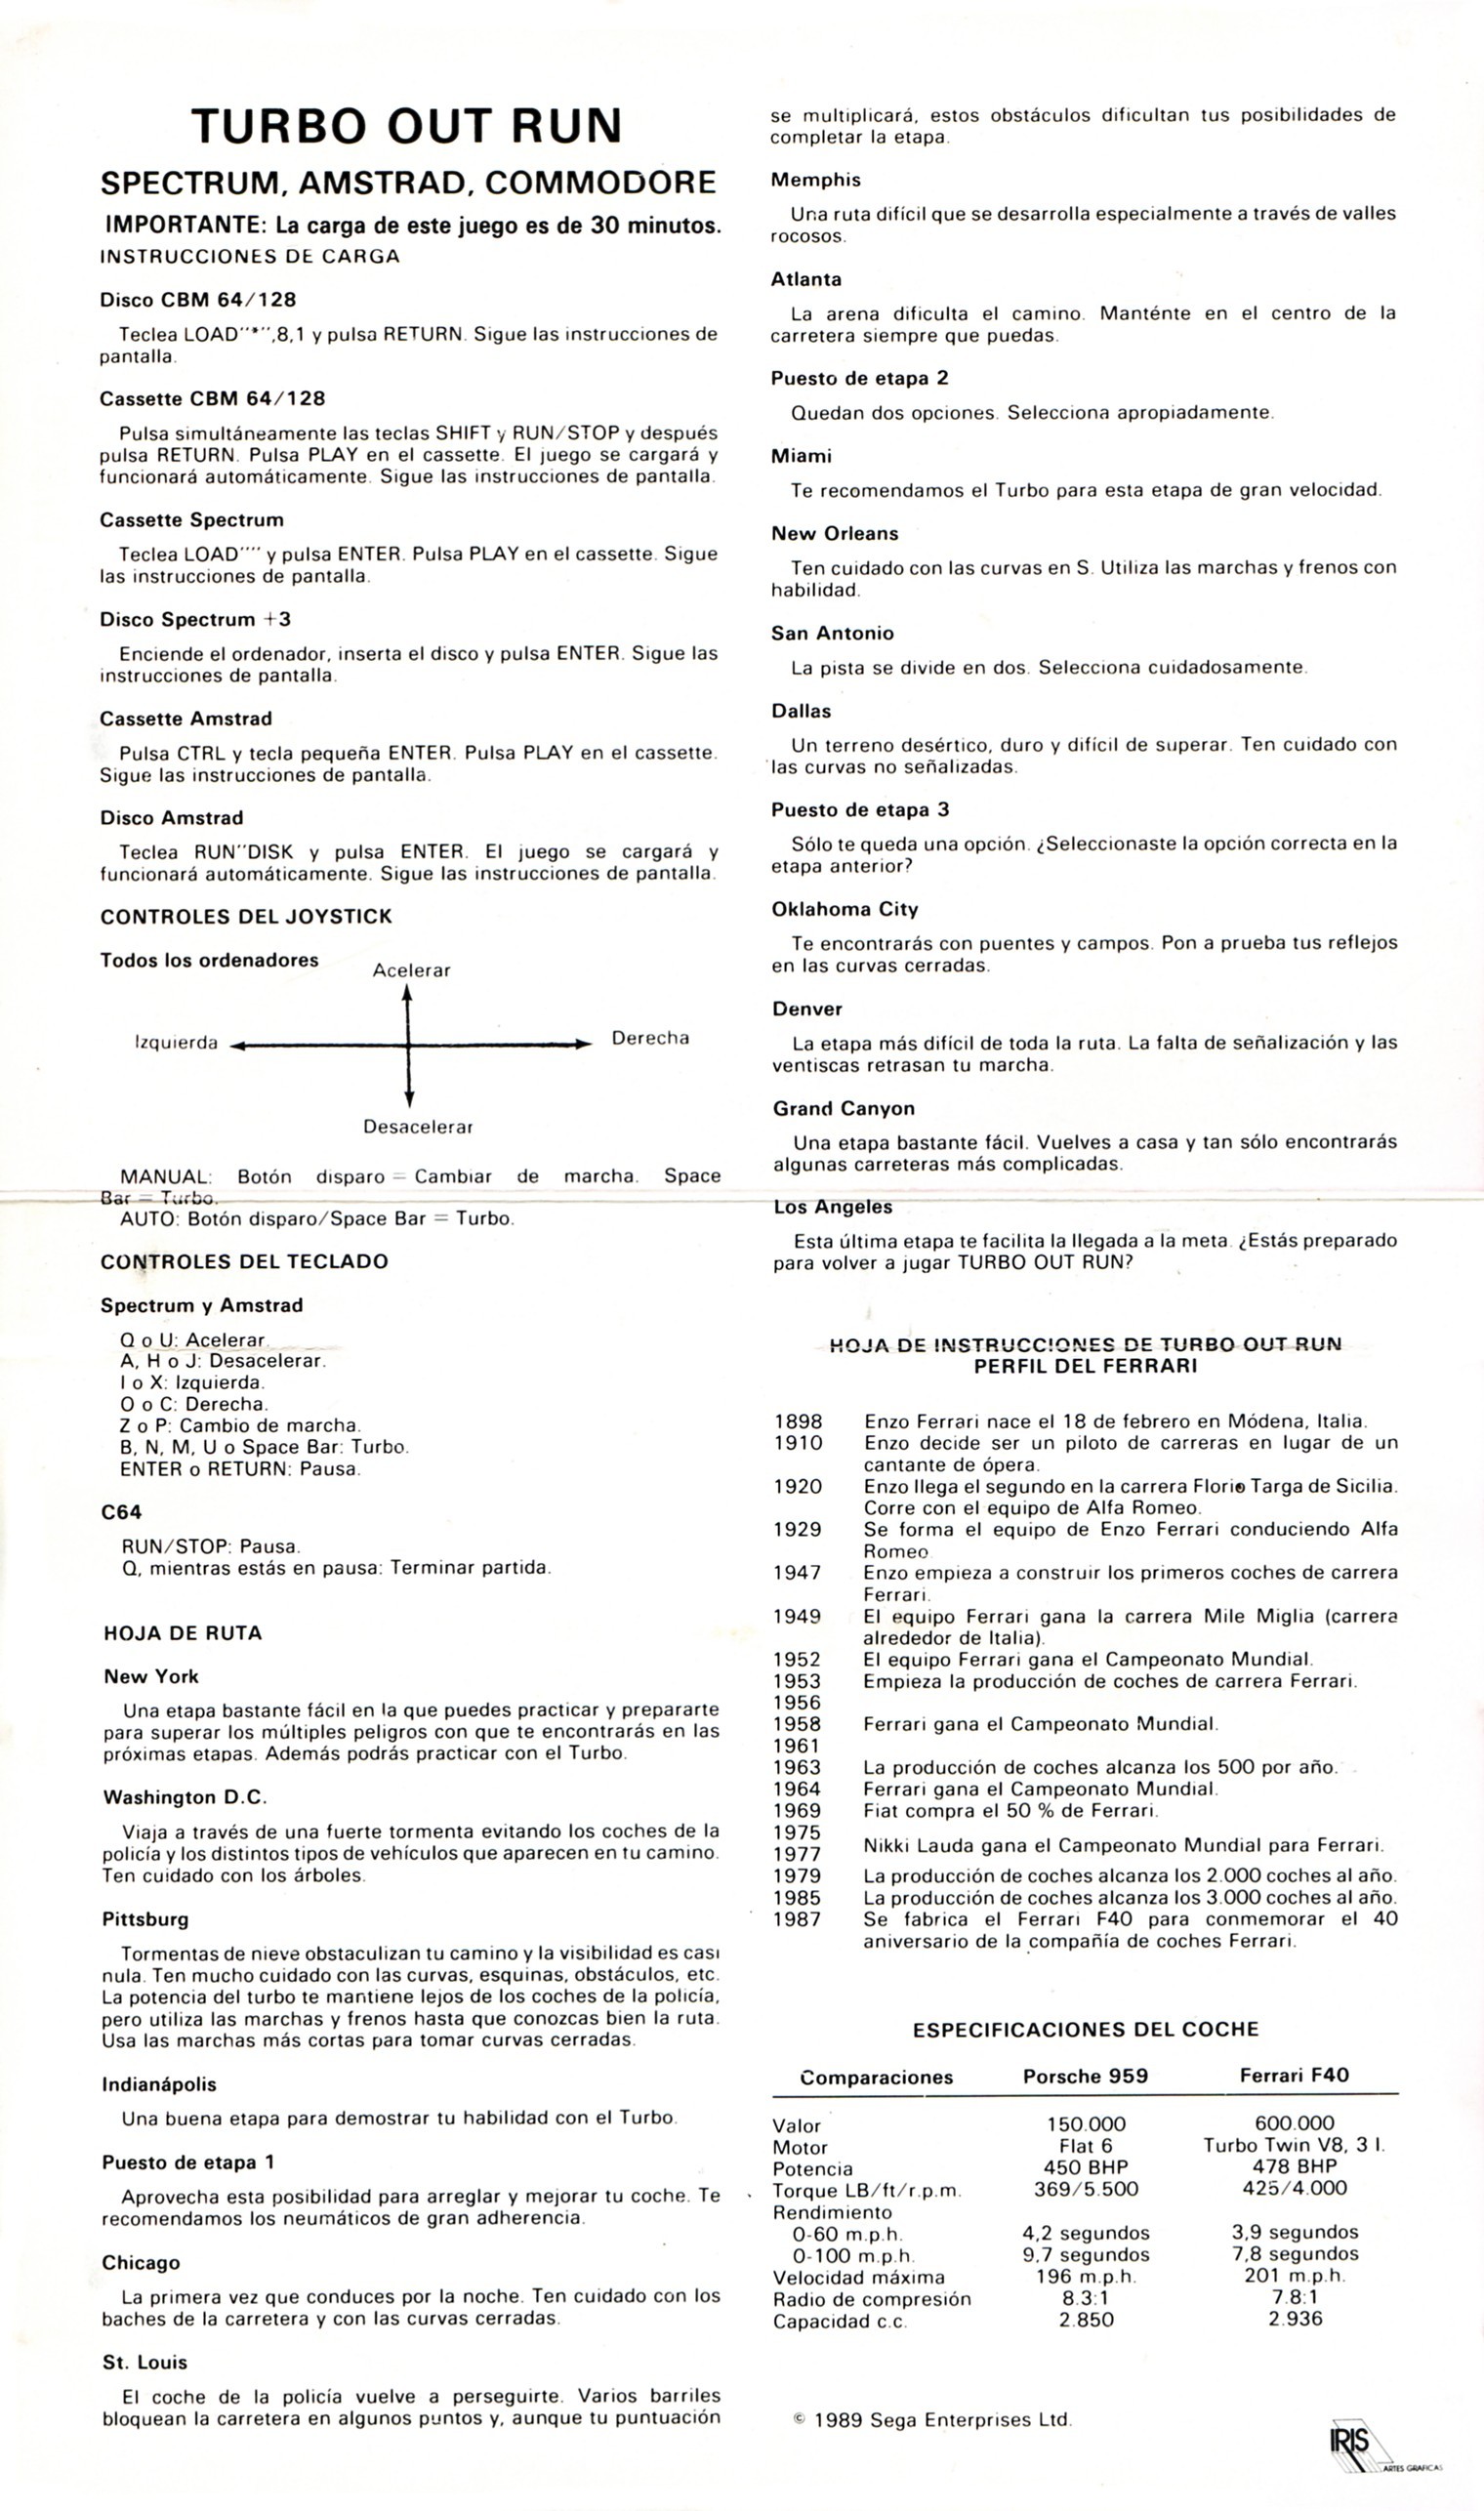 TURBO OUT RUN
SPECTRUM, AMSTRAD, COMMODORE
IMPORTANTE: La carga de este juego es de 30 minutos.
INSTRUCCIONES DE CARGA
Disco CBM 64/128
Teclea LOAD''*'',8,1 y pulsa RETURN. Sigue las instrucciones de
pantalla.
Cassette CBM 64/128
Pulsa simultáneamente las teclas SHIFT y RUN/STOP y después
pulsa RETURN. Pulsa PLAY en el cassette. El juego se cargará y
funcionará automáticamente. Sigue las instrucciones de pantalla.
Cassette Spectrum
Teclea LOAD'''' y pulsa ENTER. Pulsa PLAY en el cassette. Sigue
las instrucciones de pantalla.
Disco Spectrum +3
Enciende el ordenador, inserta el disco y pulsa ENTER. Sigue las
instrucciones de pantalla.
Cassette Amstrad
Pulsa CTRL y tecla pequeña ENTER. Pulsa PLAY en el cassette.
Sigue las instrucciones de pantalla.
Disco Amstrad
Teclea RUN''DISK y pulsa ENTER. El juego se cargará y
funcionará automáticamente. Sigue las instrucciones de pantalla.
CONTROLES DEL JOYSTICK
Todos los ordenadores
Acelerar
Izquierda
Derecha
Desacelerar
MANUAL: Botón disparo = Cambiar de marcha. Space
Bar = Turbo.
AUTO: Botón disparo/Space Bar = Turbo.
CONTROLES DEL TECLADO
Spectrum y Amstrad
Q o U: Acelerar.
A, H o J: Desacelerar.
I o X: Izquierda.
O o C: Derecha.
Z o P: Cambio de marcha.
B, N, M, U o Space Bar: Turbo.
ENTER o RETURN: Pausa.
C64
RUN/STOP: Pausa.
Q, mientras estás en pausa: Terminar partida.
HOJA DE RUTA
New York
Una etapa bastante fácil en la que puedes practicar y prepararte
para superar los múltiples peligros con que te encontrarás en las
próximas etapas. Además podrás practicar con el Turbo.
Washington D.C.
Viaja a través de una fuerte tormenta evitando los coches de la
policía y los distintos tipos de vehículos que aparecen en tu camino.
Ten cuidado con los árboles.
Pittsburg
Tormentas de nieve obstaculizan tu camino y la visibilidad es casi
nula. Ten mucho cuidado con las curvas, esquinas, obstáculos, etc.
La potencia del turbo te mantiene lejos de los coches de la policía,
pero utiliza las marchas y frenos hasta que conozcas bien la ruta.
Usa las marchas más cortas para tomar curvas cerradas.
Indianápolis
Una buena etapa para demostrar tu habilidad con el Turbo.
Puesto de etapa 1
Aprovecha esta posibilidad para arreglar y mejorar tu coche. Te
recomendamos los neumáticos de gran adherencia.
Chicago
La primera vez que conduces por la noche. Ten cuidado con los
baches de la carretera y con las curvas cerradas.
St. Louis
El coche de la policía vuelve a perseguirte. Varios barriles
bloquean la carretera en algunos puntos y, aunque tu puntuación
se multiplicará, estos obstáculos dificultan tus posibilidades de
completar la etapa.
Memphis
Una ruta difícil que se desarrolla especialmente a través de valles
rocosos.
Atlanta
La arena dificulta el camino. Manténte en el centro de la
carretera siempre que puedas.
Puesto de etapa 2
Quedan dos opciones. Selecciona apropiadamente.
Miami
Te recomendamos el Turbo para esta etapa de gran velocidad.
New Orleans
Ten cuidado con las curvas en S. Utiliza las marchas y frenos con
habilidad.
San Antonio
La pista se divide en dos. Selecciona cuidadosamente.
Dallas
Un terreno desértico, duro y difícil de superar. Ten cuidado con
las curvas no señalizadas.
Puesto de etapa 3
Sólo te queda una opción. ¿Seleccionaste la opción correcta en la
etapa anterior?
Oklahoma City
Te encontrarás con puentes y campos. Pon a prueba tus reflejos
en las curvas cerradas.
Denver
La etapa más difícil de toda la ruta. La falta de señalización y las
ventiscas retrasan tu marcha.
Grand Canyon
Una etapa bastante fácil. Vuelves a casa y tan sólo encontrarás
algunas carreteras más complicadas.
Los Angeles
Esta última etapa te facilita la llegada a la meta. ¿Estás preparado
para volver a jugar TURBO OUT RUN?
HOJA DE INSTRUCCIONES DE TURBO OUT RUN
PERFIL DEL FERRARI
1898 Enzo Ferrari nace el 18 de febrero en Módena, Italia.
1910 Enzo decide ser un piloto de carreras en lugar de un
cantante de ópera.
1920 Enzo llega el segundo en la carrera Florio Targa de Sicilia.
Corre con el equipo de Alfa Romeo.
1929 Se forma el equipo de Enzo Ferrari conduciendo Alfa
Romeo.
1947 Enzo empieza a construir los primeros coches de carrera
Ferrari.
1949 El equipo Ferrari gana la carrera Mile Miglia (carrera
alrededor de Italia).
1952 El equipo Ferrari gana el Campeonato Mundial.
1953 Empieza la producción de coches de carrera Ferrari.
1956
1958 Ferrari gana el Campeonato Mundial.
1961
1963 La producción de coches alcanza los 500 por año.
1964 Ferrari gana el Campeonato Mundial.
1969 Fiat compra el 50 % de Ferrari.
1975
1977 Nikki Lauda gana el Campeonato Mundial para Ferrari.
1979 La producción de coches alcanza los 2.000 coches al año.
1985 La producción de coches alcanza los 3.000 coches al año.
1987 Se fabrica el Ferrari F40 para conmemorar el 40
aniversario de la compañía de coches Ferrari.
ESPECIFICACIONES DEL COCHE
Comparaciones Porsche 959 Ferrari F40
Valor 150.000 600.000
Motor Flat 6 Turbo Twin V8, 3 l.
Potencia 450 BHP 478 BHP
Torque LB/ft/r.p.m. 369/5.500 425/4.000
Rendimiento
0-60 m.p.h. 4,2 segundos 3,9 segundos
0-100 m.p.h. 9,7 segundos 7,8 segundos
Velocidad máxima 196 m.p.h. 201 m.p.h.
Radio de compresión 8.3:1 7.8:1
Capacidad c.c. 2.850 2.936
© 1989 Sega Enterprises Ltd.
IRIS
ARTES GRAFICAS